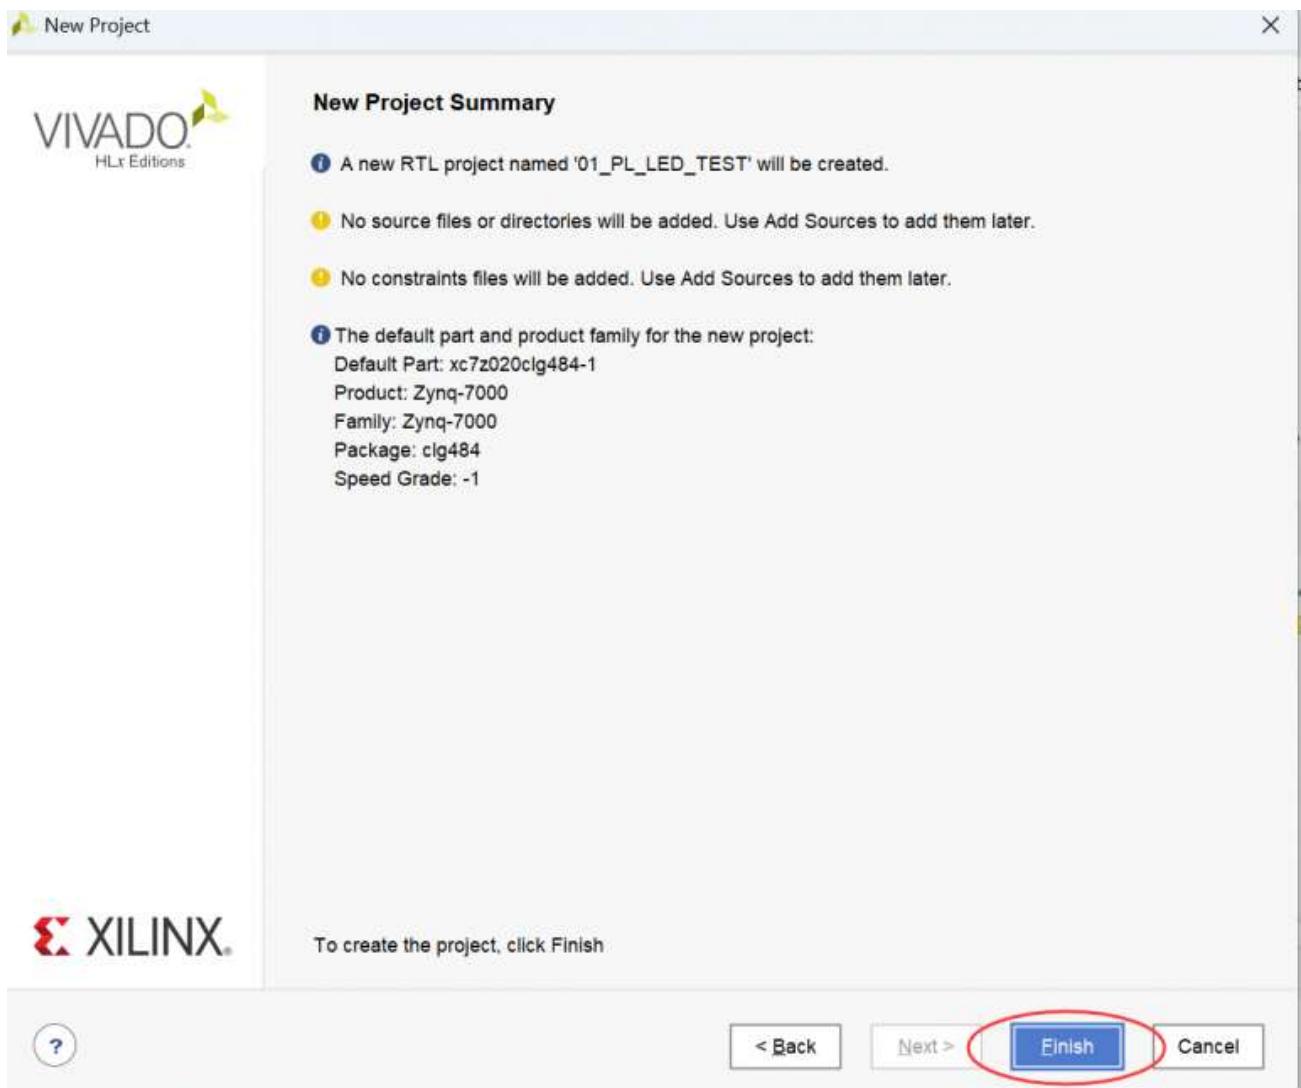 New Project
VIVADO.
HLx Editions
New Project Summary
A new RTL project named '01_PL_LED_TEST' will be created.
No source files or directories will be added. Use Add Sources to add them later.
No constraints files will be added. Use Add Sources to add them later.
The default part and product family for the new project:
Default Part: xc7z020clg484-1
Product: Zynq-7000
Family: Zynq-7000
Package: clg484
Speed Grade: -1
XILINX.
To create the project, click Finish
?
< Back
Next >
Finish
Cancel